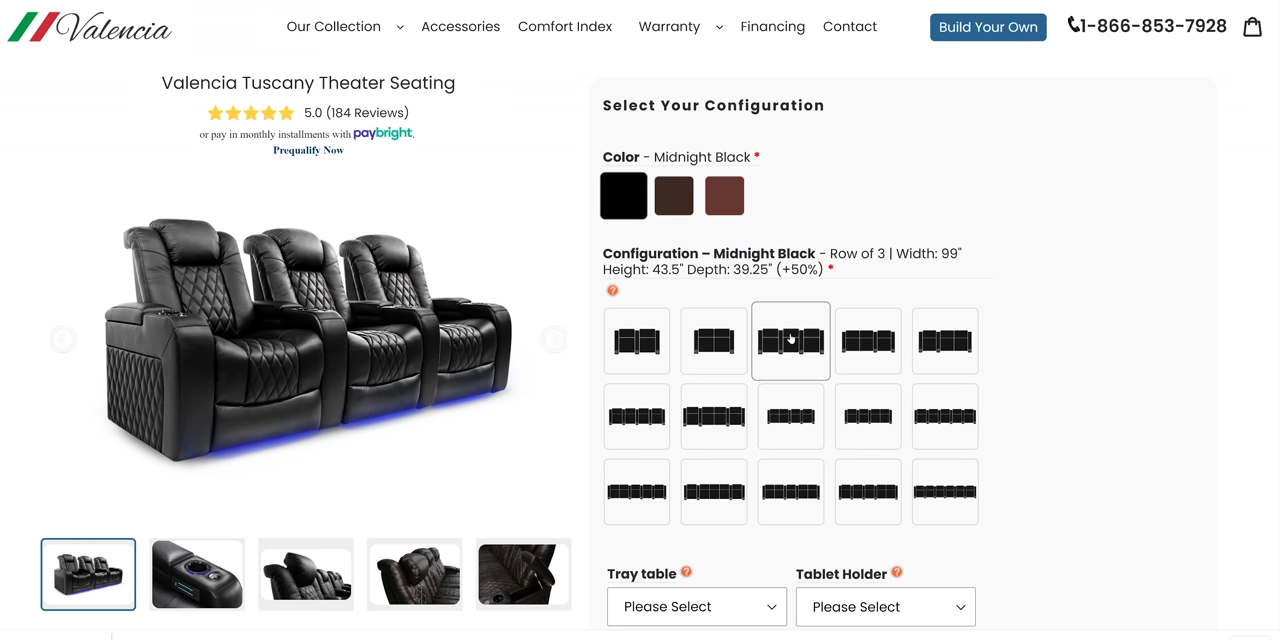 Valencia
Our Collection
Accessories
Comfort Index
Warranty
Financing
Contact
Build Your Own
1-866-853-7928
Valencia Tuscany Theater Seating
5.0 (184 Reviews)
or pay in monthly installments with paybright.
Prequalify Now
Select Your Configuration
Color - Midnight Black *
Configuration – Midnight Black - Row of 3 | Width: 99"
Height: 43.5" Depth: 39.25" (+50%) *
?
Tray table ?
Tablet Holder ?
Please Select
Please Select